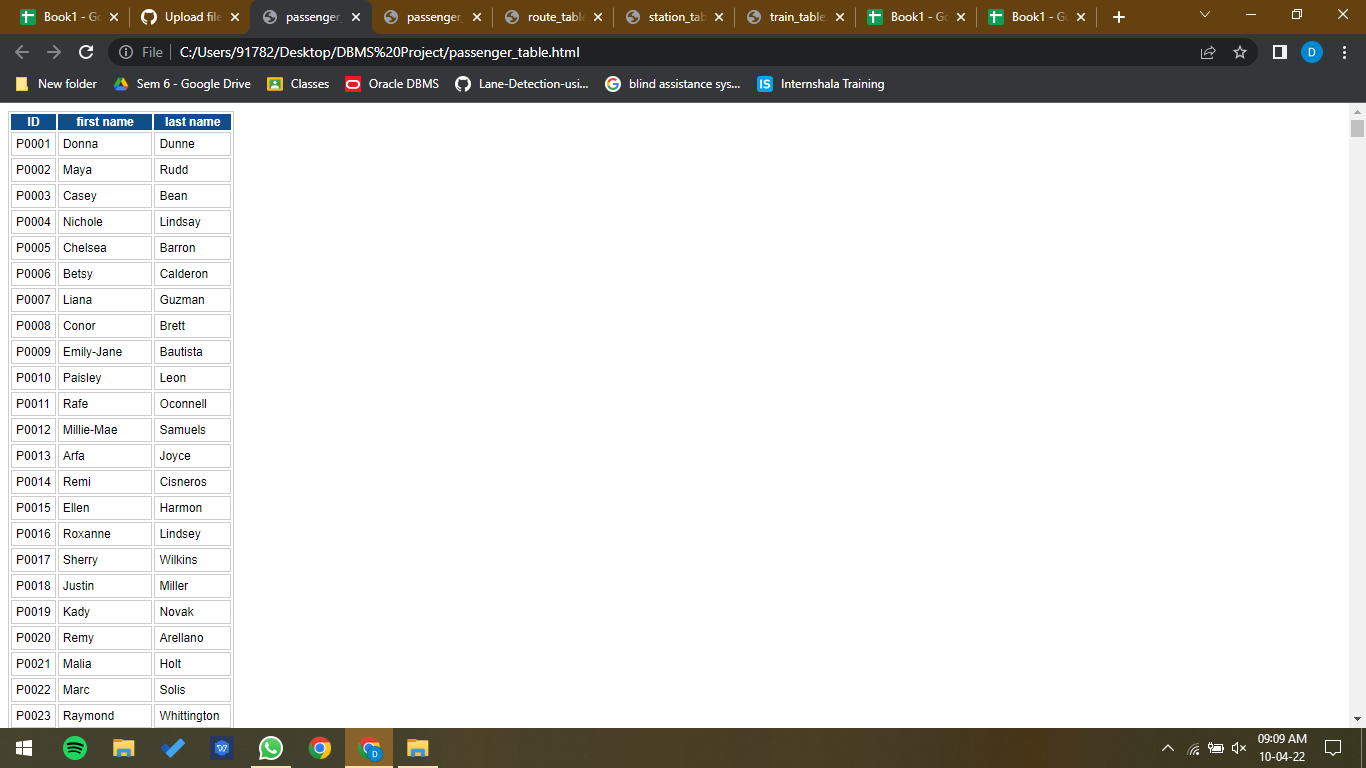 Book1 - Go
Upload file
passenger_
passenger_
route_table
station_tab
train_table
Book1 - Go
Book1 - Go
File C:/Users/91782/Desktop/DBMS%20Project/passenger_table.html
D
New folder Sem 6 - Google Drive Classes Oracle DBMS Lane-Detection-usi... blind assistance sys... IS Internshala Training
ID first name last name
P0001 Donna Dunne
P0002 Maya Rudd
P0003 Casey Bean
P0004 Nichole Lindsay
P0005 Chelsea Barron
P0006 Betsy Calderon
P0007 Liana Guzman
P0008 Conor Brett
P0009 Emily-Jane Bautista
P0010 Paisley Leon
P0011 Rafe Oconnell
P0012 Millie-Mae Samuels
P0013 Arfa Joyce
P0014 Remi Cisneros
P0015 Ellen Harmon
P0016 Roxanne Lindsey
P0017 Sherry Wilkins
P0018 Justin Miller
P0019 Kady Novak
P0020 Remy Arellano
P0021 Malia Holt
P0022 Marc Solis
P0023 Raymond Whittington
D
09:09 AM
10-04-22